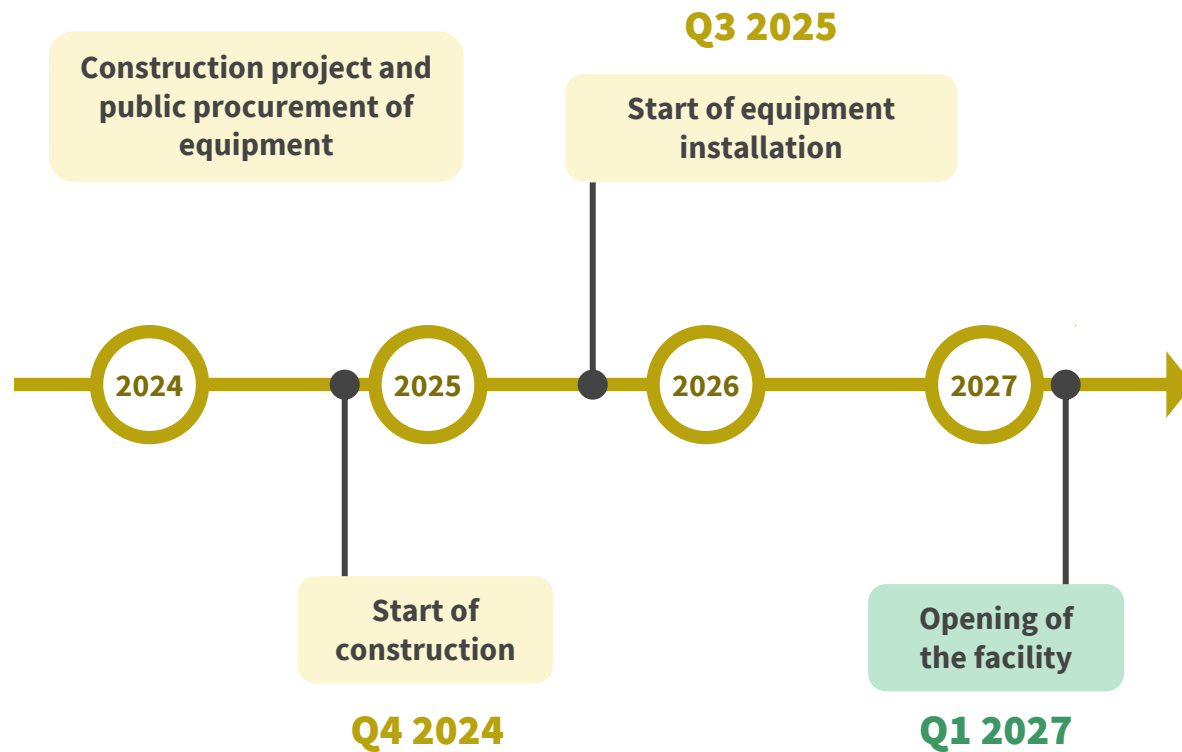 Q3 2025
Construction project and
public procurement of
equipment
Start of equipment
installation
2024
2025
2026
2027
Start of
construction
Q4 2024
Opening of
the facility
Q1 2027